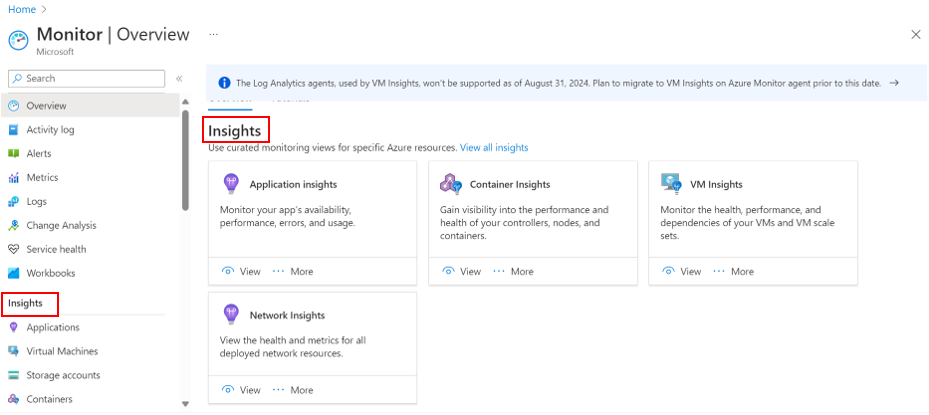 Home >
Monitor | Overview ...
Microsoft
Search
«
The Log Analytics agents, used by VM Insights, won't be supported as of August 31, 2024. Plan to migrate to VM Insights on Azure Monitor agent prior to this date. →
Overview
Activity log
Alerts
Metrics
Logs
Change Analysis
Service health
Workbooks
Insights
Applications
Virtual Machines
Storage accounts
Containers
Overview Tutorials
Insights
Use curated monitoring views for specific Azure resources. View all insights
Application insights
Monitor your app's availability,
performance, errors, and usage.
View ... More
Container Insights
Gain visibility into the performance and
health of your controllers, nodes, and
containers.
View ... More
VM Insights
Monitor the health, performance, and
dependencies of your VMs and VM scale
sets.
View ... More
Network Insights
View the health and metrics for all
deployed network resources.
View ... More